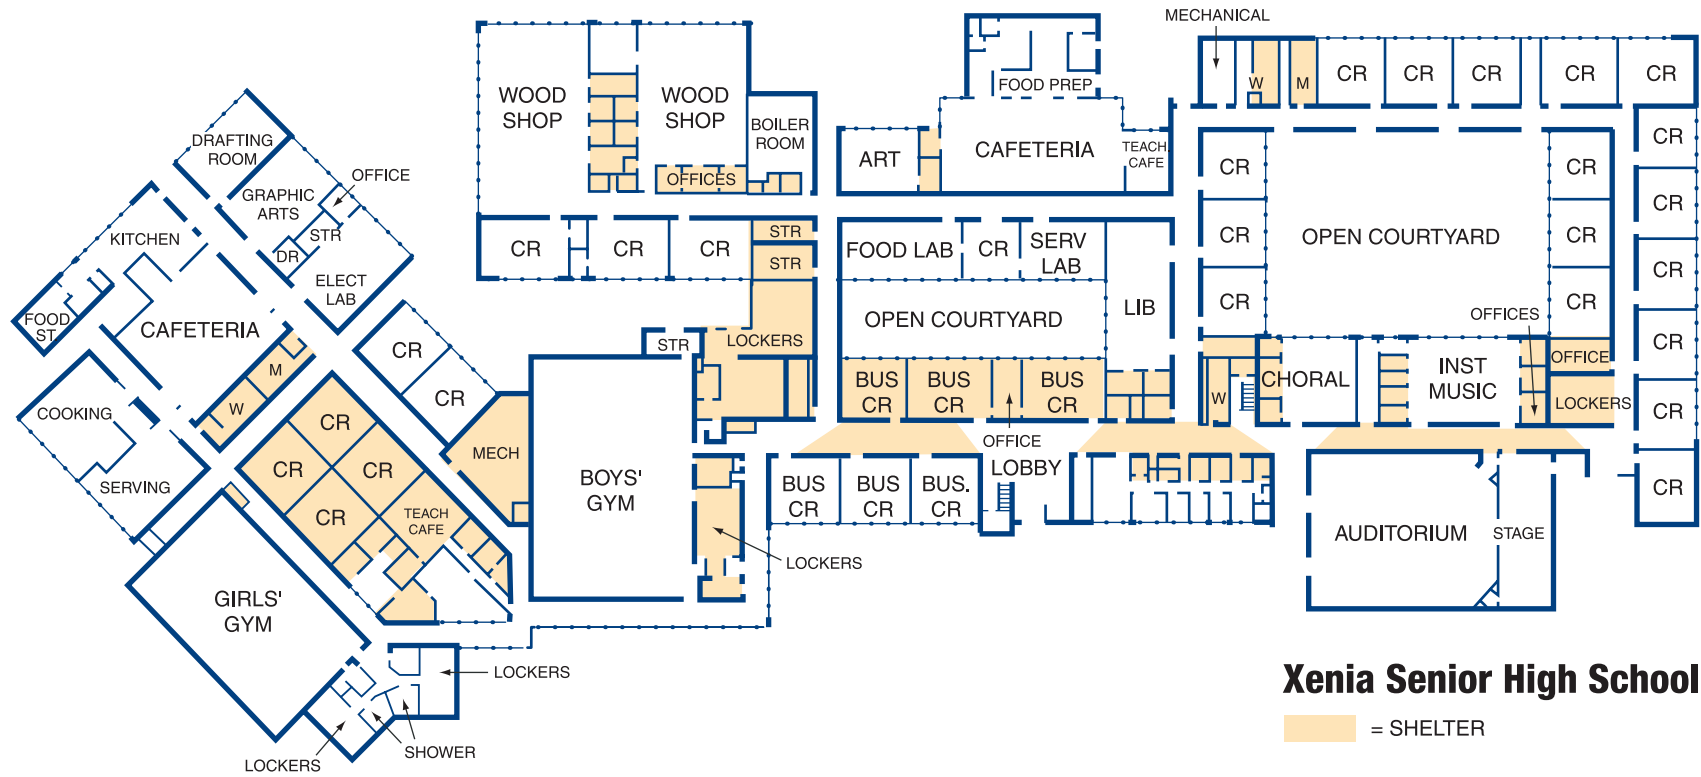 MECHANICAL
WOOD
SHOP
WOOD
SHOP
BOILER
ROOM
OFFICES
FOOD PREP
ART
CAFETERIA
TEACH.
CAFE
W
M
CR
CR
CR
CR
CR
DRAFTING
ROOM
OFFICE
GRAPHIC
ARTS
STR
DR
ELECT
LAB
KITCHEN
FOOD
ST.
CAFETERIA
M
W
COOKING
SERVING
CR
CR
CR
STR
STR
LOCKERS
STR
FOOD LAB
CR
SERV
LAB
OPEN COURTYARD
LIB
BUS
CR
BUS
CR
BUS
CR
OFFICE
LOBBY
CR
CR
CR
OPEN COURTYARD
CR
CR
CR
CR
CR
CR
CR
CR
CR
CR
OFFICES
W
CHORAL
INST
MUSIC
OFFICE
LOCKERS
CR
CR
CR
CR
CR
CR
TEACH
CAFE
MECH
BOYS'
GYM
LOCKERS
BUS
CR
BUS
CR
BUS.
CR
AUDITORIUM
STAGE
GIRLS'
GYM
LOCKERS
SHOWER
LOCKERS
Xenia Senior High School
= SHELTER